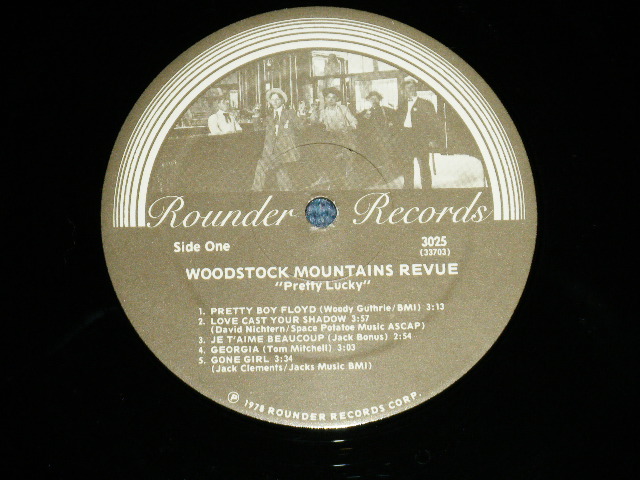 Rounder Records
Side One
3025
(33703)
WOODSTOCK MOUNTAINS REVUE
"Pretty Lucky"
1. PRETTY BOY FLOYD (Woody Guthrie/BMI) 3:13
2. LOVE CAST YOUR SHADOW 3:57
(David Nichtern/Space Potatoe Music ASCAP)
3. JE T'AIME BEAUCOUP (Jack Bonus) 2:54
4. GEORGIA (Tom Mitchell) 3:03
5. GONE GIRL 3:34
(Jack Clements/Jacks Music BMI)
Ⓟ 1978 ROUNDER RECORDS CORP.